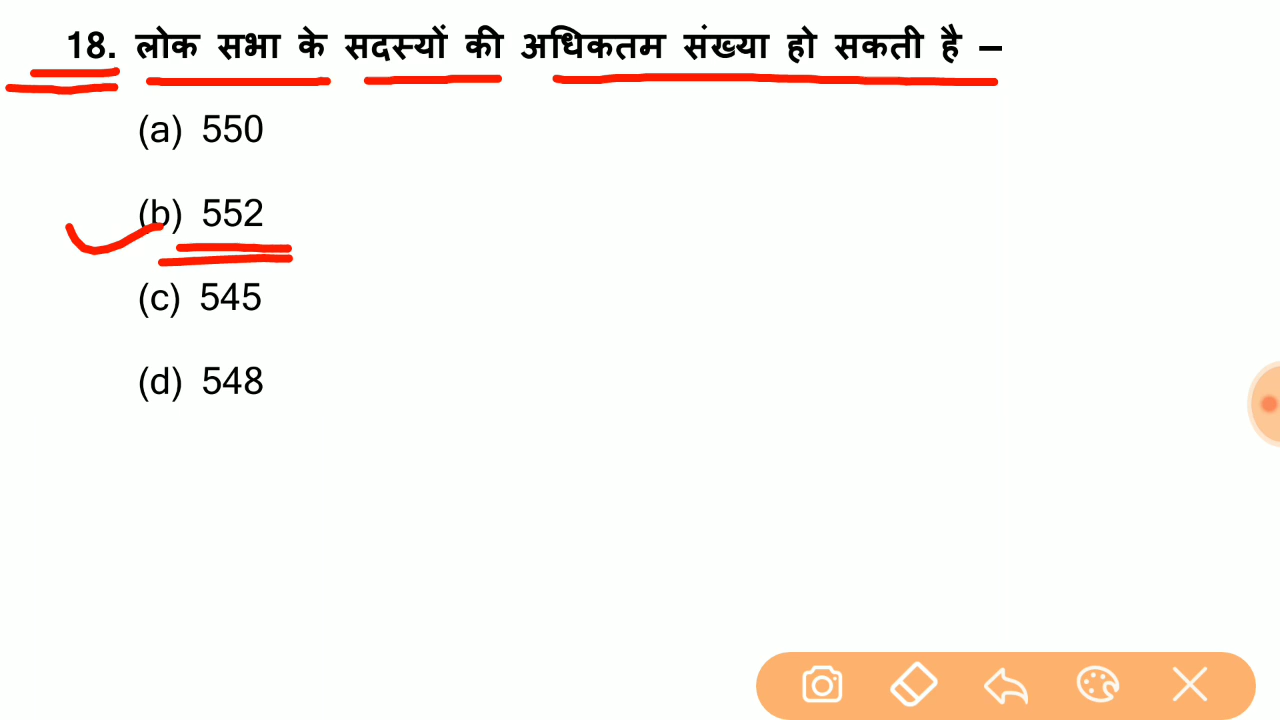 18. लोक सभा के सदस्यों की अधिकतम संख्या हो सकती है –
(a) 550
(b) 552
(c) 545
(d) 548